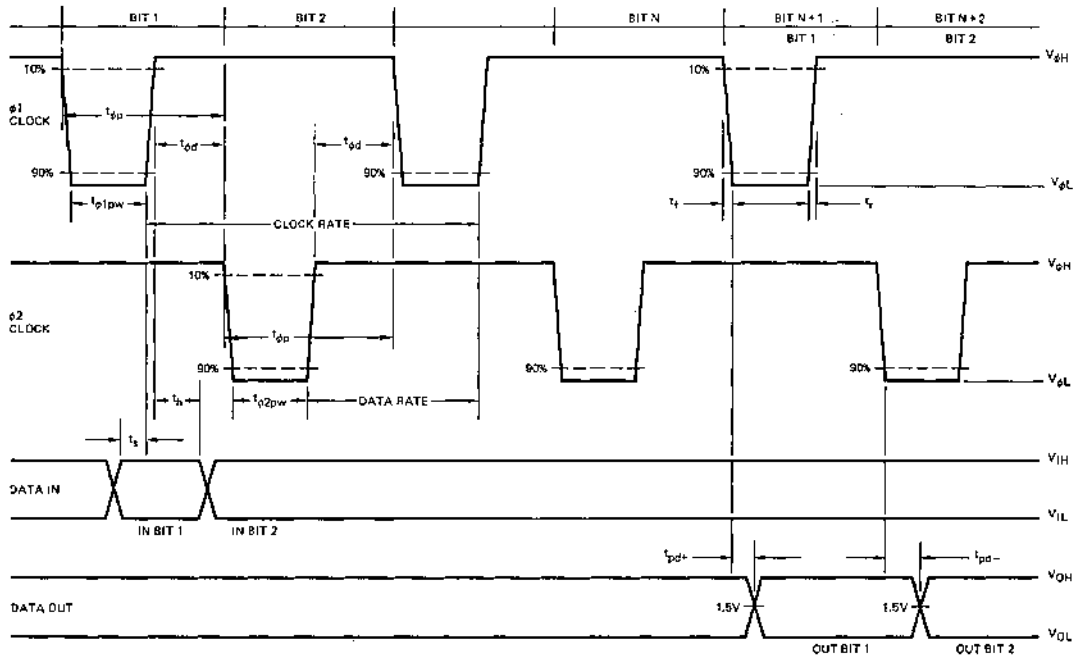 BIT 1 BIT 2 BIT N BIT N+1 BIT N+2
BIT 1 BIT 2
VϕH
10% 10%
ϕ1
CLOCK
tϕp
tϕd tϕd
90% 90% 90%
VϕL
tϕ1pw tf tr
CLOCK RATE
VϕH
10%
ϕ2
CLOCK
tϕp
90% 90% 90%
VϕL
th tϕ2pw DATA RATE
ts
VIH
DATA IN
VIL
IN BIT 1 IN BIT 2
tpd+ tpd−
VOH
DATA OUT 1.5V 1.5V
VOL
OUT BIT 1 OUT BIT 2